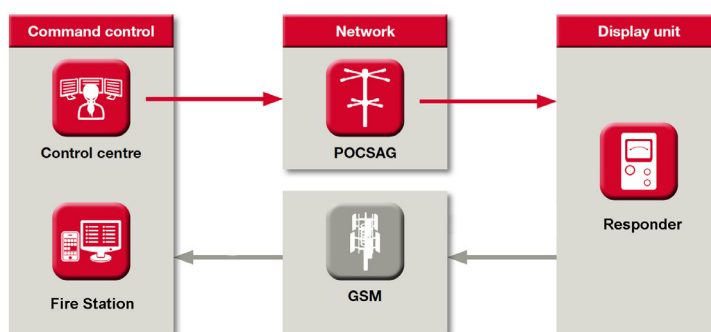 Command control
Network
Display unit
Control centre
POCSAG
Responder
Fire Station
GSM